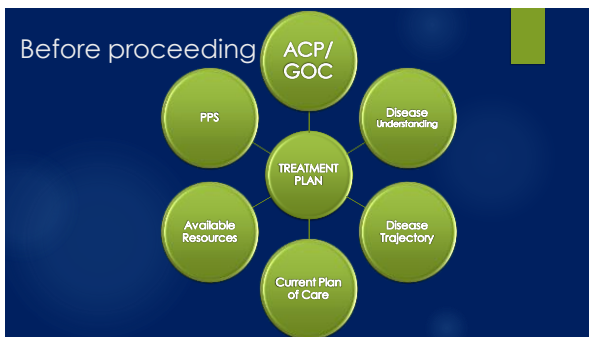 Before proceeding
ACP/
GOC
Disease
Understanding
Disease
Trajectory
Current Plan
of Care
Available
Resources
PPS
TREATMENT
PLAN